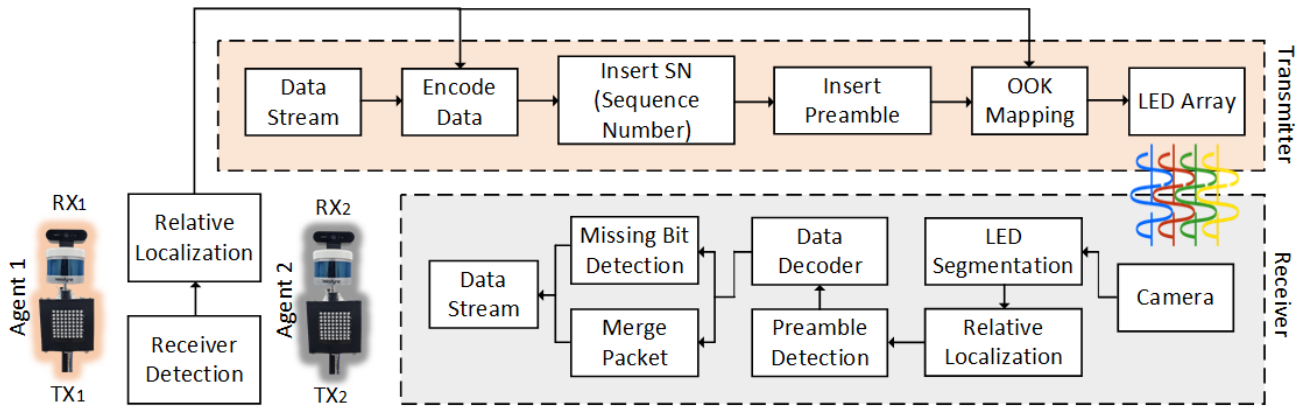 Data
Stream
Encode
Data
Insert SN
(Sequence
Number)
Insert
Preamble
OOK
Mapping
LED Array
Transmitter
RX1
Agent 1
TX1
Relative
Localization
Receiver
Detection
RX2
Agent 2
TX2
Data
Stream
Missing Bit
Detection
Merge
Packet
Data
Decoder
Preamble
Detection
LED
Segmentation
Relative
Localization
Camera
Receiver